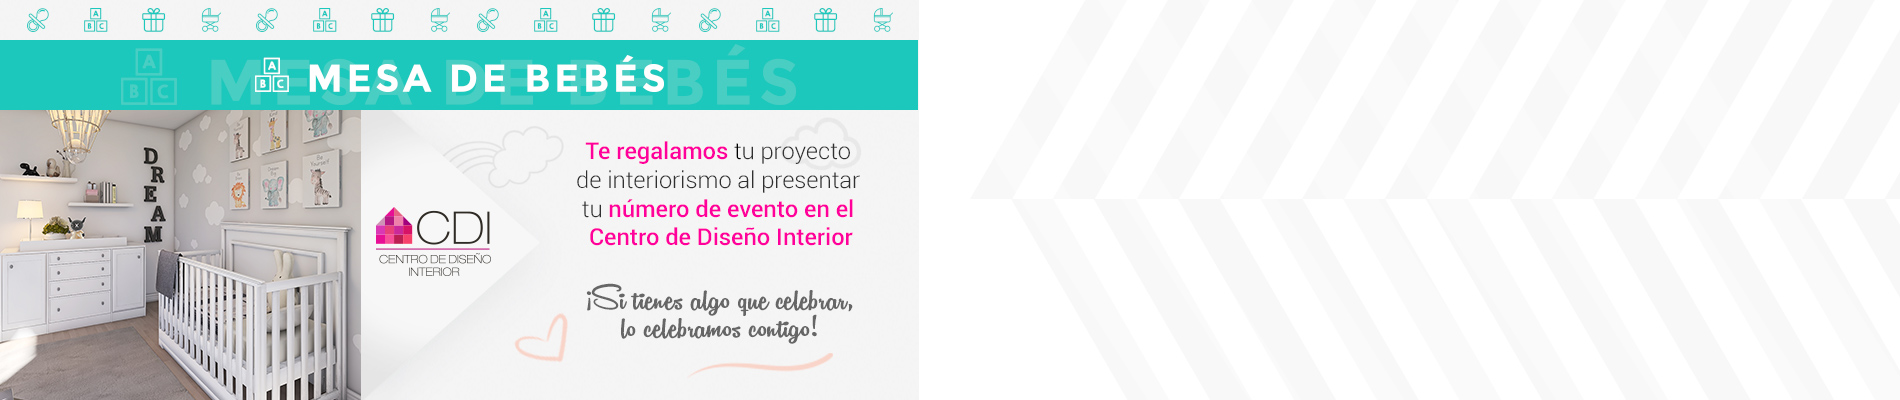 MESA DE BEBÉS
A
B C
DREAM
CDI
CENTRO DE DISEÑO
INTERIOR
Te regalamos tu proyecto
de interiorismo al presentar
tu número de evento en el
Centro de Diseño Interior
¡Si tienes algo que celebrar,
lo celebramos contigo!